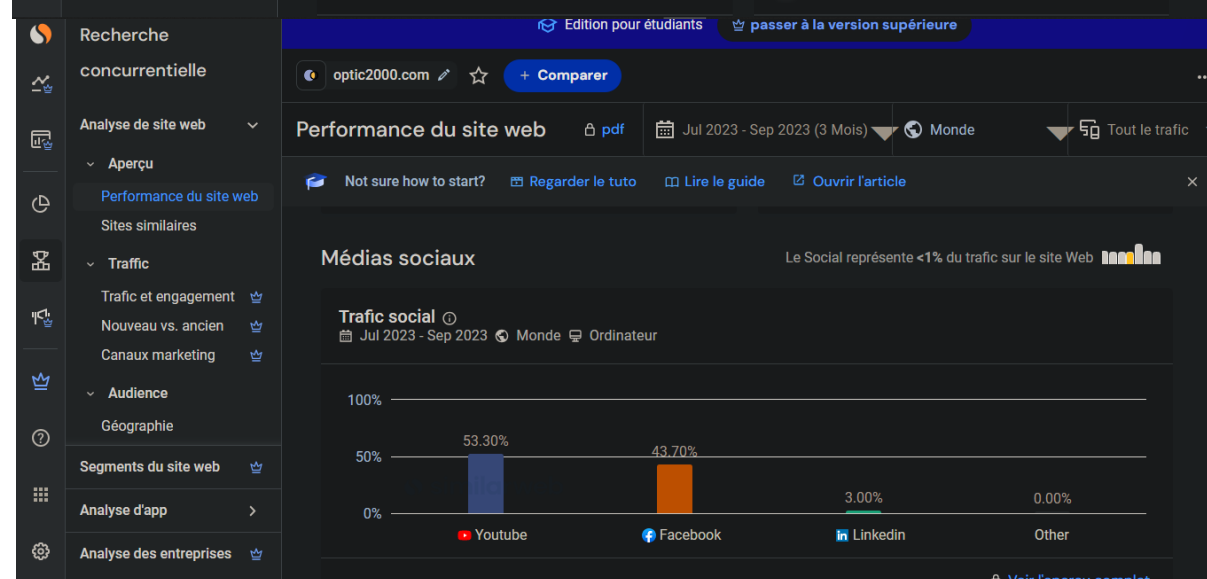 Edition pour étudiants
passer à la version supérieure
Recherche
concurrentielle
Analyse de site web
Aperçu
Performance du site web
Sites similaires
Traffic
Trafic et engagement
Nouveau vs. ancien
Canaux marketing
Audience
Géographie
Segments du site web
Analyse d'app
Analyse des entreprises
optic2000.com
+ Comparer
Performance du site web
pdf
Jul 2023 - Sep 2023 (3 Mois)
Monde
Tout le trafic
Not sure how to start?
Regarder le tuto
Lire le guide
Ouvrir l'article
Médias sociaux
Le Social représente <1% du trafic sur le site Web
Trafic social
Jul 2023 - Sep 2023 Monde Ordinateur
100%
50%
0%
53.30%
43.70%
3.00%
0.00%
Youtube
Facebook
Linkedin
Other
Voir l'aperçu complet